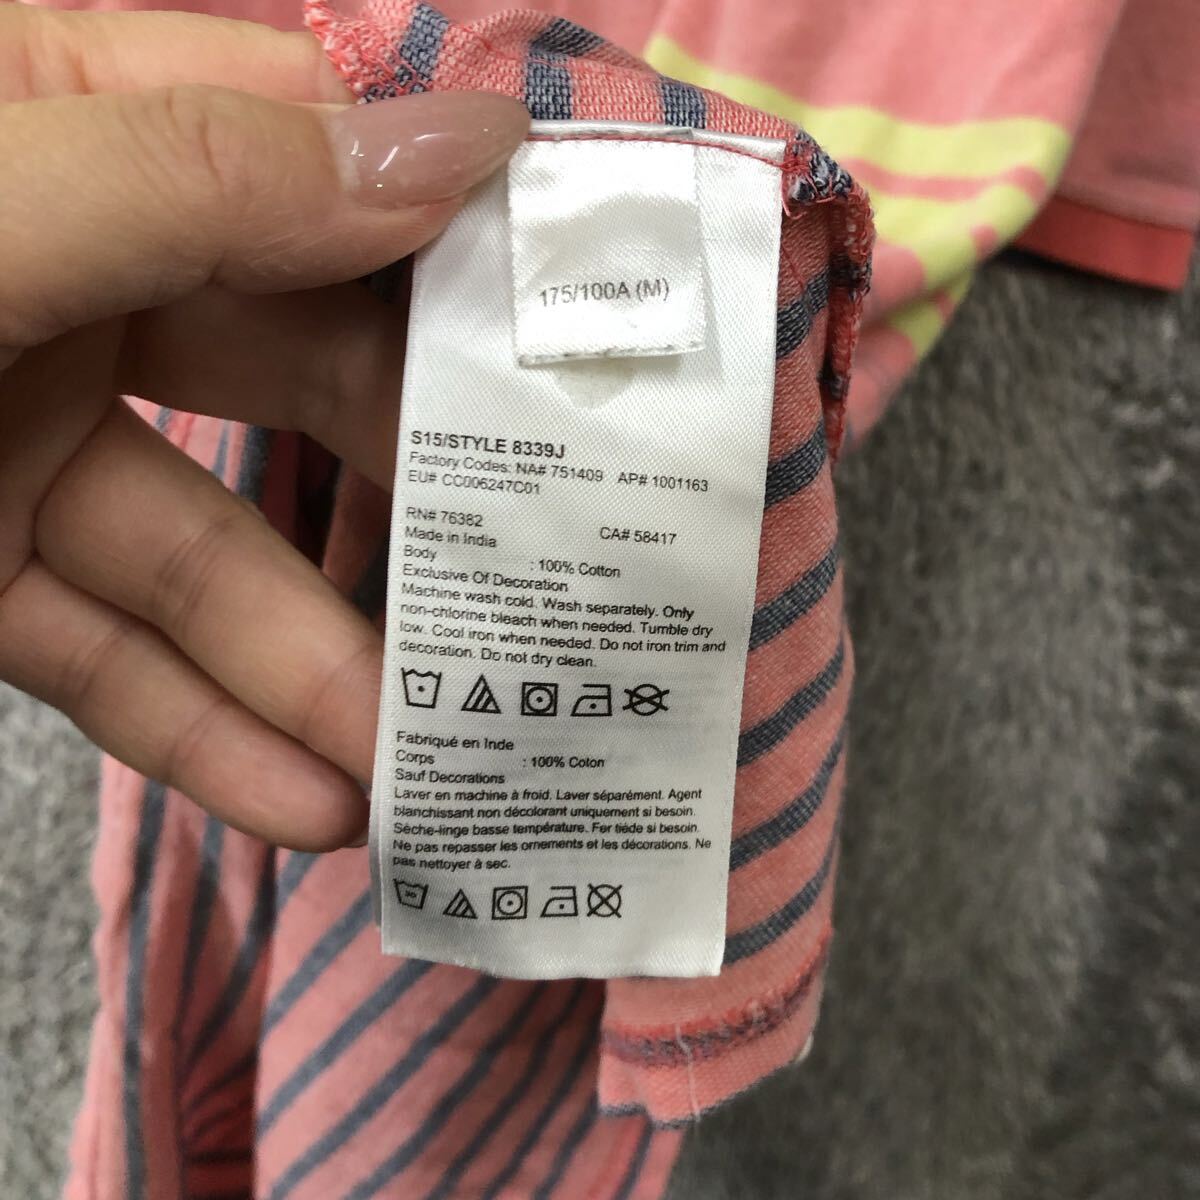 175/100A (M)
S15/STYLE 8339J
Factory Codes: NA# 751409 AP# 1001163
EU# CC006247C01
RN# 76382 CA# 58417
Made in India
Body : 100% Cotton
Exclusive Of Decoration
Machine wash cold. Wash separately. Only
non-chlorine bleach when needed. Tumble dry
low. Cool iron when needed. Do not iron trim and
decoration. Do not dry clean.
Fabriqué en Inde
Corps : 100% Coton
Sauf Decorations
Laver en machine à froid. Laver séparément. Agent
blanchissant non décolorant uniquement si besoin.
Sèche-linge basse température. Fer tiède si besoin.
Ne pas repasser les ornements et les décorations. Ne
pas nettoyer à sec.